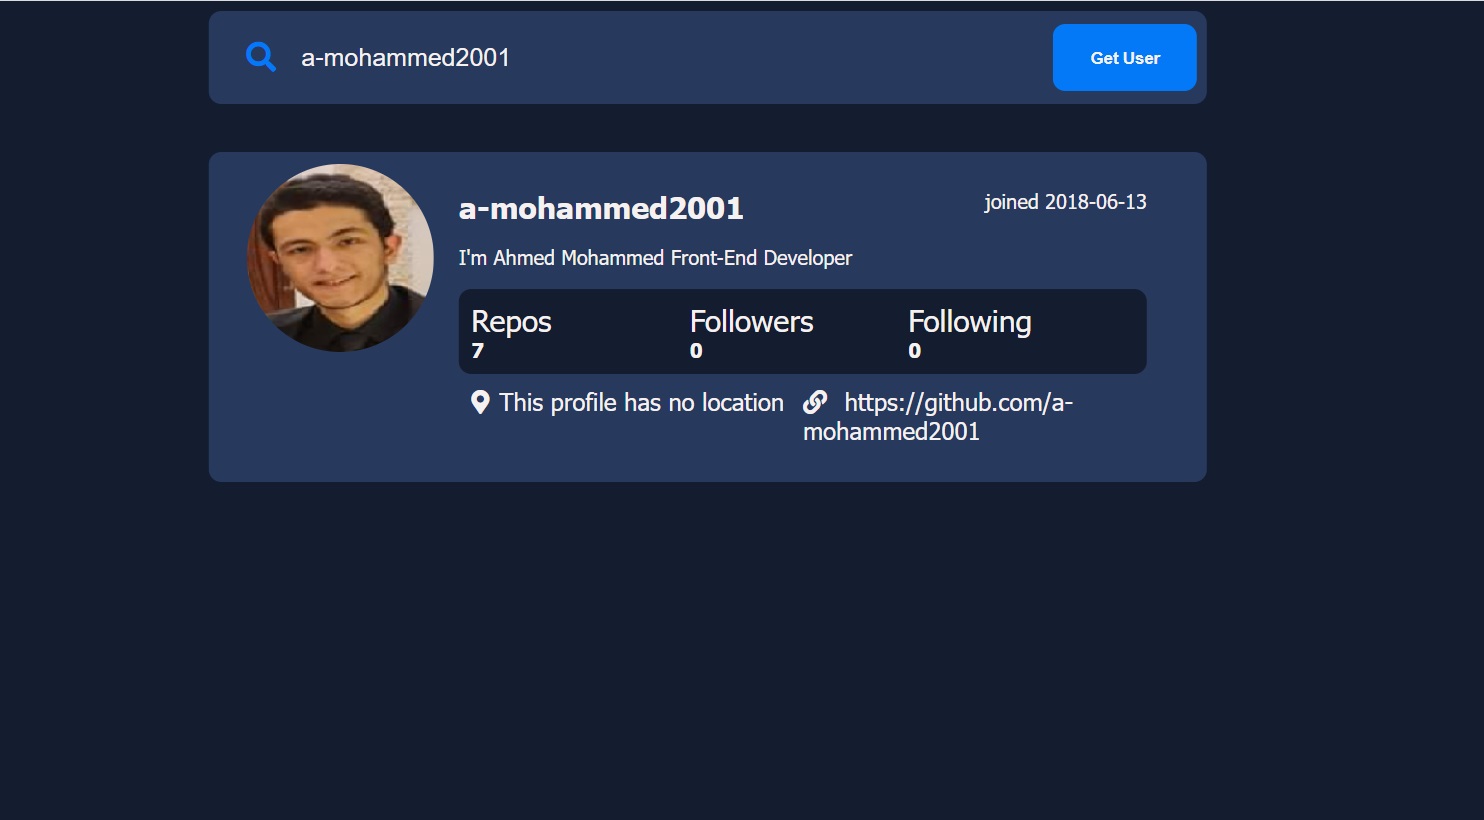 a-mohammed2001
Get User
a-mohammed2001
joined 2018-06-13
I'm Ahmed Mohammed Front-End Developer
Repos
7
Followers
0
Following
0
This profile has no location
https://github.com/a-
mohammed2001